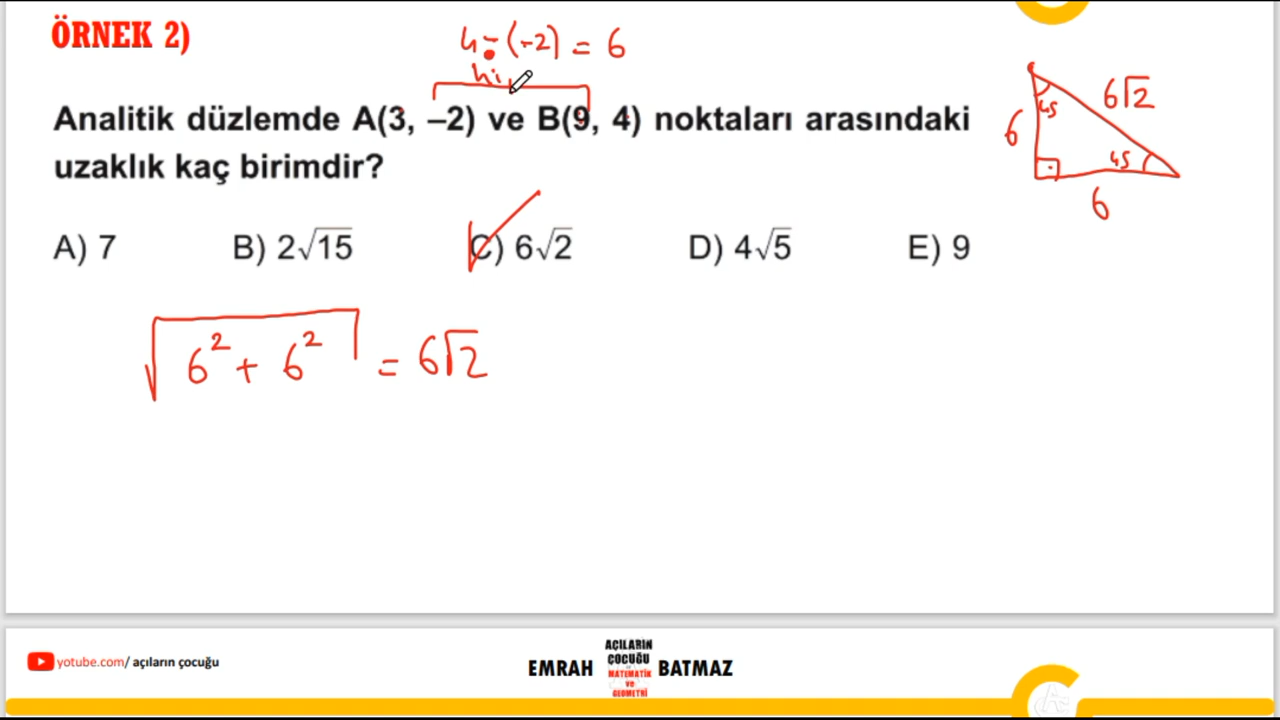 ÖRNEK 2)
4-(-2) = 6
Analitik düzlemde A(3, –2) ve B(9, 4) noktaları arasındaki
uzaklık kaç birimdir?
6
45
6√2
45
6
A) 7 B) 2√15 C) 6√2 D) 4√5 E) 9
√6² + 6² = 6√2
yotube.com/ açıların çocuğu
EMRAH
AÇILARIN
ÇOCUĞU
MATEMATİK
ve
GEOMETRİ
BATMAZ